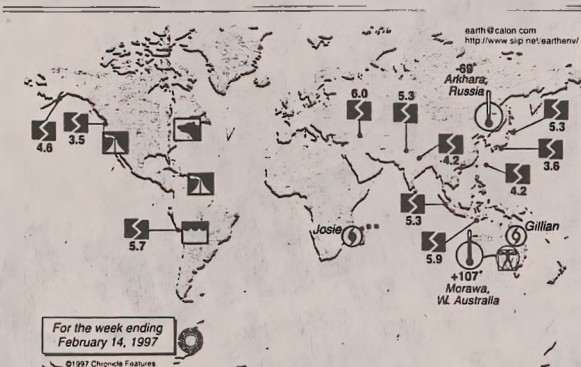 earth@calon com
http://www slip net/earthenv/
-69°
Arkhara,
Russia
6.0
5.3
5.3
4.6
3.5
4.2
3.6
4.2
5.3
5.7
Josie
Gillian
5.9
+107°
Morawa,
W. Australia
For the week ending
February 14, 1997
©1997 Chronicle Features